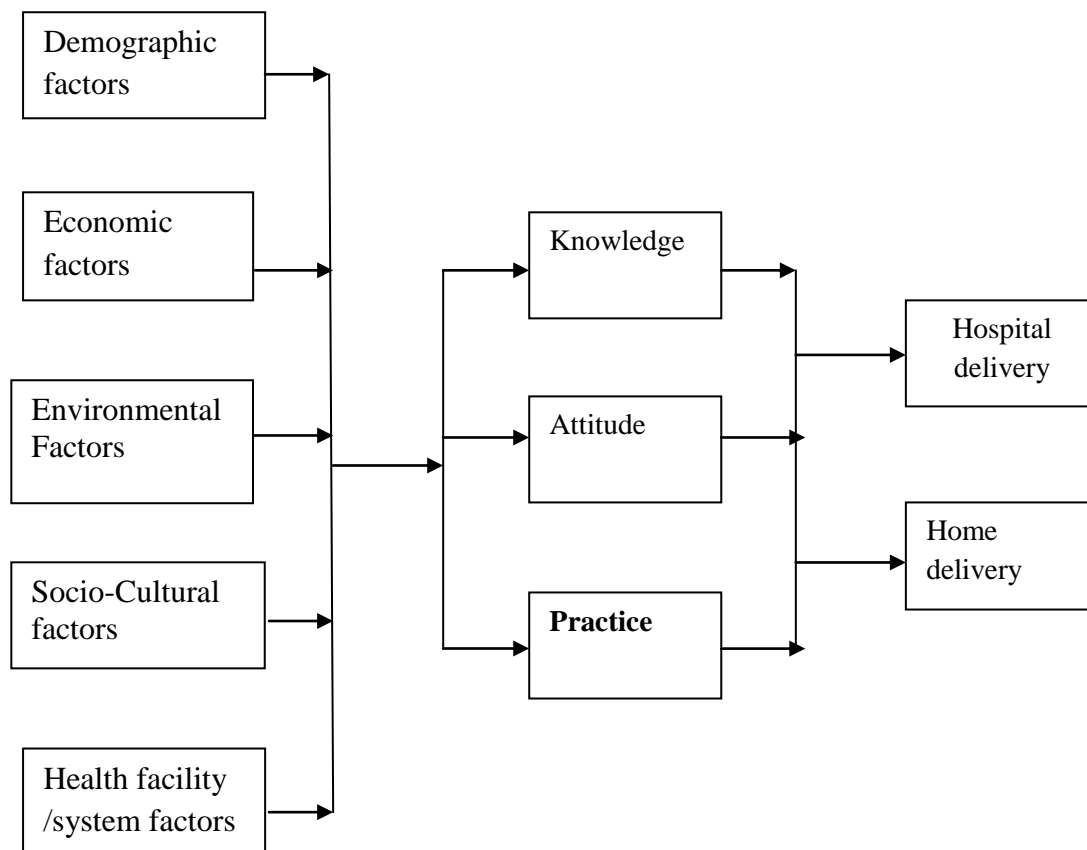 Demographic
factors
Economic
factors
Environmental
Factors
Socio-Cultural
factors
Health facility
/system factors
Knowledge
Attitude
Practice
Hospital
delivery
Home
delivery